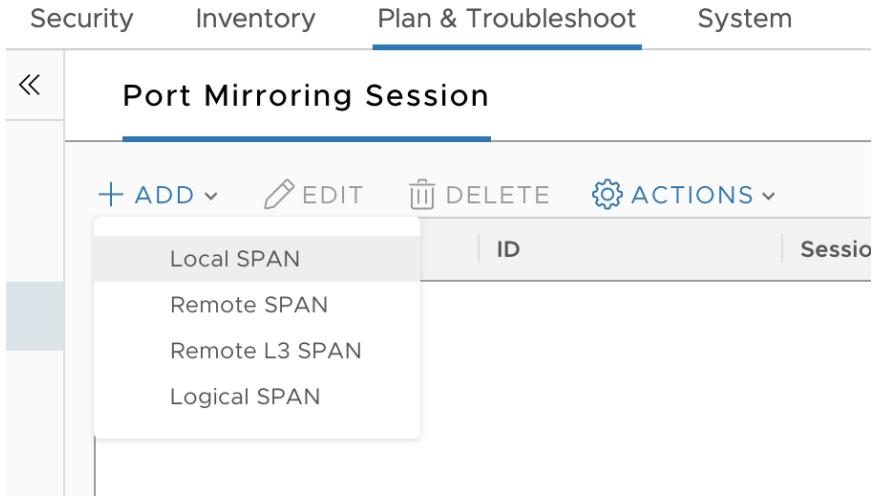 Security Inventory Plan & Troubleshoot System
Port Mirroring Session
ADD EDIT DELETE ACTIONS
ID Sessio
Local SPAN
Remote SPAN
Remote L3 SPAN
Logical SPAN